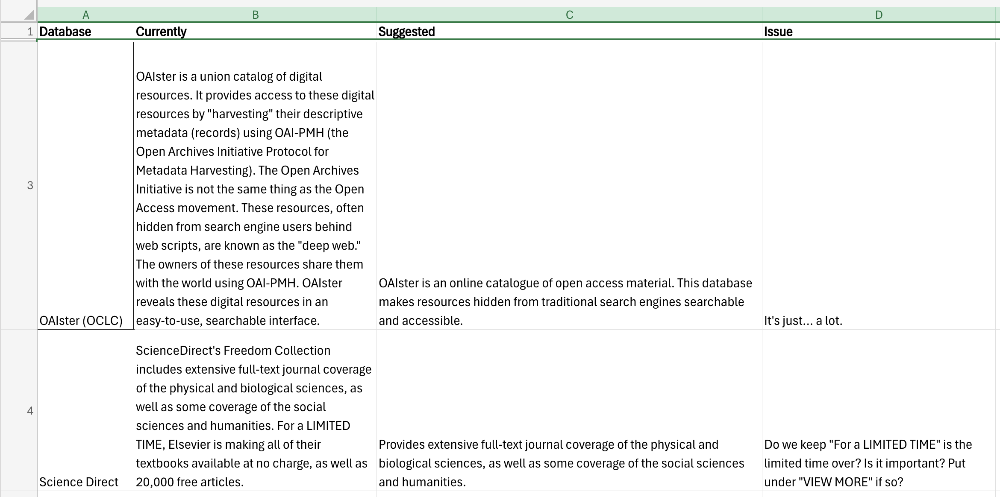 A B C D
1 Database Currently Suggested Issue
3
OAIster (OCLC)
OAIster is a union catalog of digital
resources. It provides access to these digital
resources by "harvesting" their descriptive
metadata (records) using OAI-PMH (the
Open Archives Initiative Protocol for
Metadata Harvesting). The Open Archives
Initiative is not the same thing as the Open
Access movement. These resources, often
hidden from search engine users behind
web scripts, are known as the "deep web."
The owners of these resources share them
with the world using OAI-PMH. OAIster
reveals these digital resources in an
easy-to-use, searchable interface.
OAIster is an online catalogue of open access material. This database
makes resources hidden from traditional search engines searchable
and accessible.
It's just... a lot.
4
Science Direct
ScienceDirect's Freedom Collection
includes extensive full-text journal coverage
of the physical and biological sciences, as
well as some coverage of the social
sciences and humanities. For a LIMITED
TIME, Elsevier is making all of their
textbooks available at no charge, as well as
20,000 free articles.
Provides extensive full-text journal coverage of the physical and
biological sciences, as well as some coverage of the social sciences
and humanities.
Do we keep "For a LIMITED TIME" is the
limited time over? Is it important? Put
under "VIEW MORE" if so?